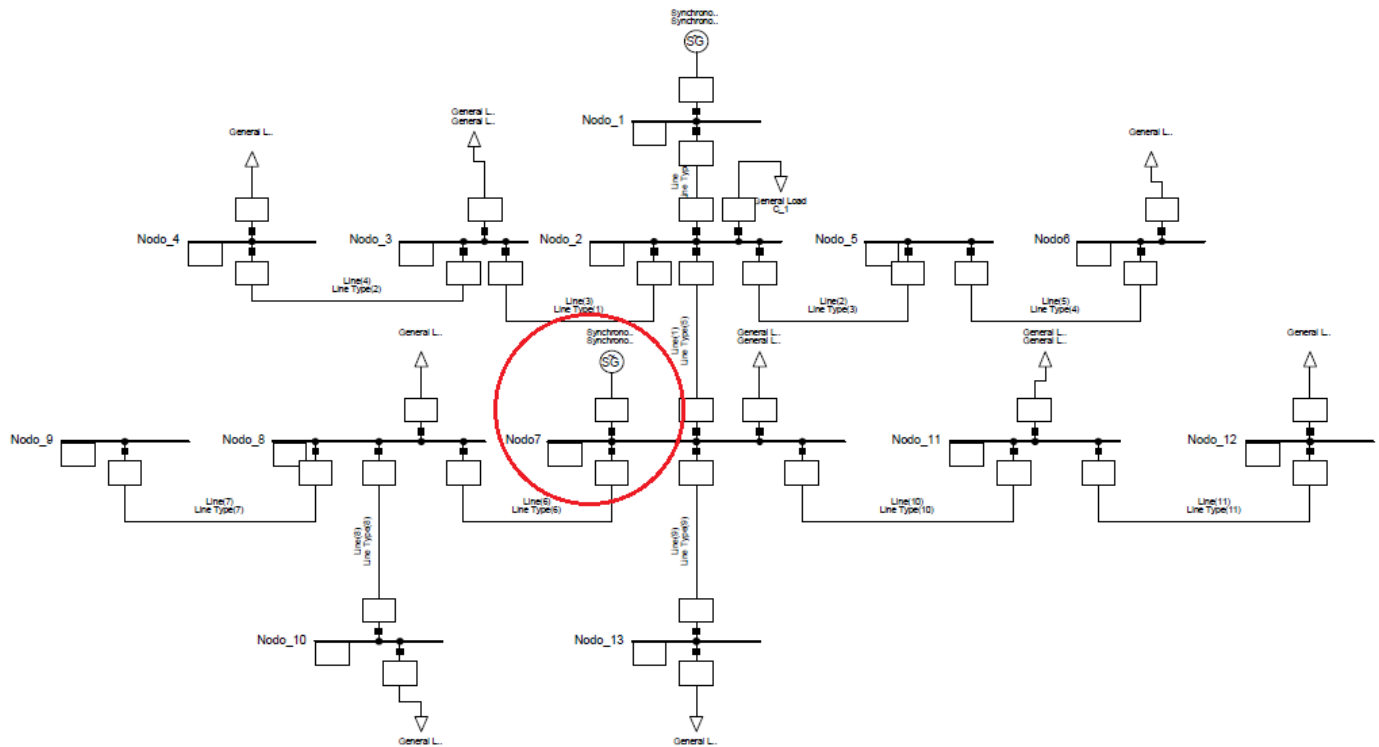 Synchrono..
Synchrono..
SG
Nodo_1
General L..
General L..
General L..
General L..
Line
Line Type
General Load
C_1
Nodo_4
Nodo_3
Nodo_2
Nodo_5
Nodo6
Line(4)
Line Type(2)
Line(3)
Line Type(1)
Line(2)
Line Type(3)
Line(5)
Line Type(4)
Line(1)
Line Type(5)
General L..
Synchrono..
Synchrono..
SG
General L..
General L..
General L..
General L..
General L..
Nodo_9
Nodo_8
Nodo7
Nodo_11
Nodo_12
Line(7)
Line Type(7)
Line(6)
Line Type(6)
Line(10)
Line Type(10)
Line(11)
Line Type(11)
Line(8)
Line Type(8)
Line(9)
Line Type(9)
Nodo_10
Nodo_13
General L..
General L..